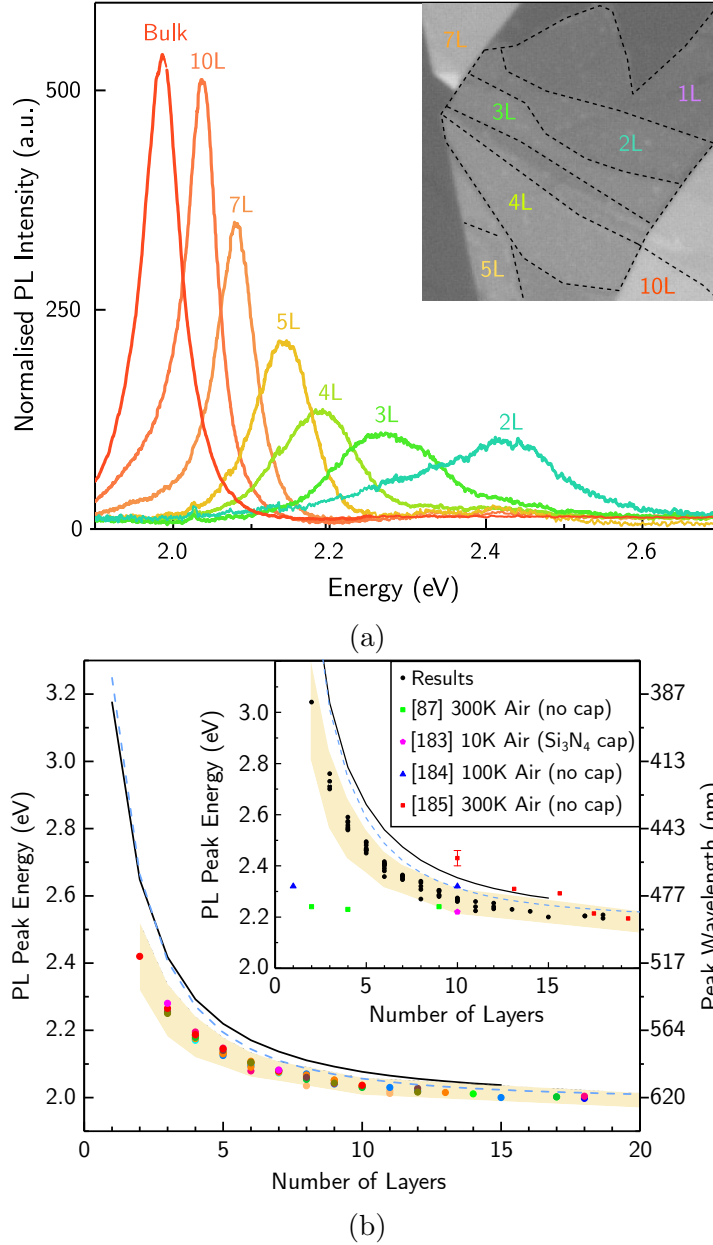 Bulk
10L
7L
5L
4L
3L
2L
7L
1L
3L
2L
4L
5L
10L
500
250
0
Normalised PL Intensity (a.u.)
2.0
2.2
2.4
2.6
Energy (eV)
(a)
3.2
3.0
2.8
2.6
2.4
2.2
2.0
PL Peak Energy (eV)
0
5
10
15
20
Number of Layers
387
413
443
477
517
564
620
Peak Wavelength (nm)
3.0
2.8
2.6
2.4
2.2
2.0
PL Peak Energy (eV)
0
5
10
15
Number of Layers
Results
[87] 300K Air (no cap)
[183] 10K Air (Si₃N₄ cap)
[184] 100K Air (no cap)
[185] 300K Air (no cap)
(b)